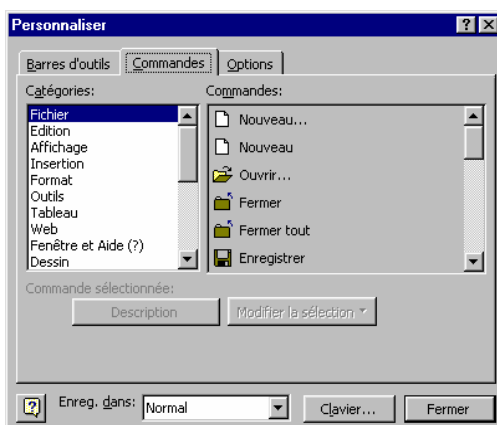 Personnaliser
Barres d'outils Commandes Options
Catégories: Commandes:
Fichier
Edition
Affichage
Insertion
Format
Outils
Tableau
Web
Fenêtre et Aide (?)
Dessin
Nouveau...
Nouveau
Ouvrir...
Fermer
Fermer tout
Enregistrer
Commande sélectionnée:
Description Modifier la sélection
Enreg. dans: Normal Clavier... Fermer